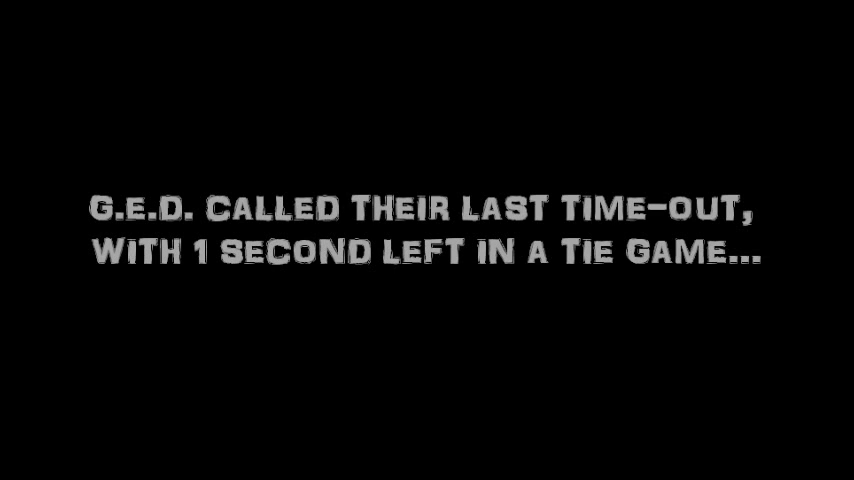 G.E.D. CALLED THEIR LAST TIME-OUT,
WITH 1 SECOND LEFT IN A TIE GAME...